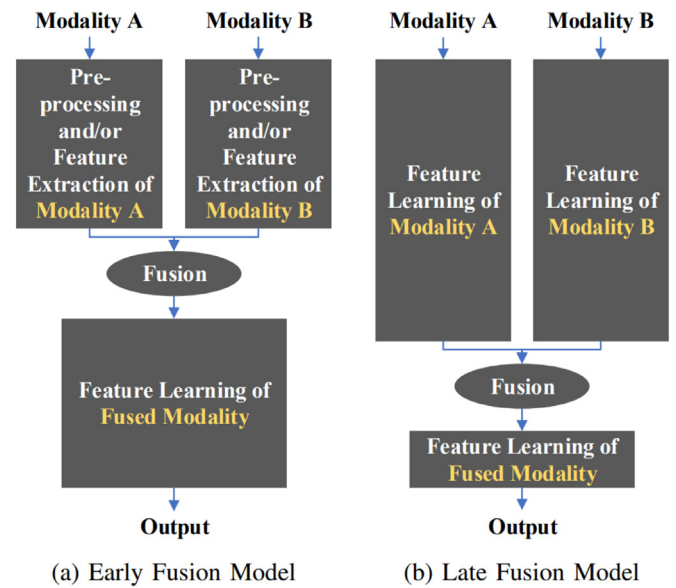 Modality A
Modality B
Pre-
processing
and/or
Feature
Extraction of
Modality A
Pre-
processing
and/or
Feature
Extraction of
Modality B
Fusion
Feature Learning of
Fused Modality
Output
(a) Early Fusion Model
Modality A
Modality B
Feature
Learning of
Modality A
Feature
Learning of
Modality B
Fusion
Feature Learning of
Fused Modality
Output
(b) Late Fusion Model